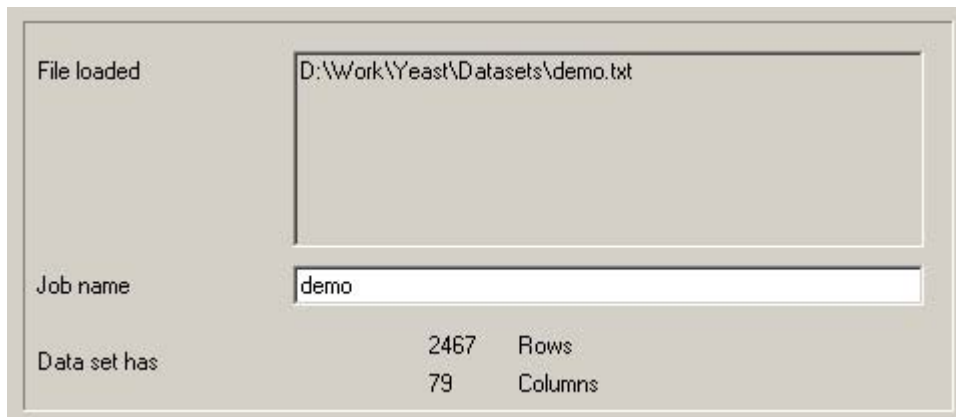 File loaded D:\Work\Yeast\Datasets\demo.txt
Job name demo
Data set has
2467 Rows
79 Columns